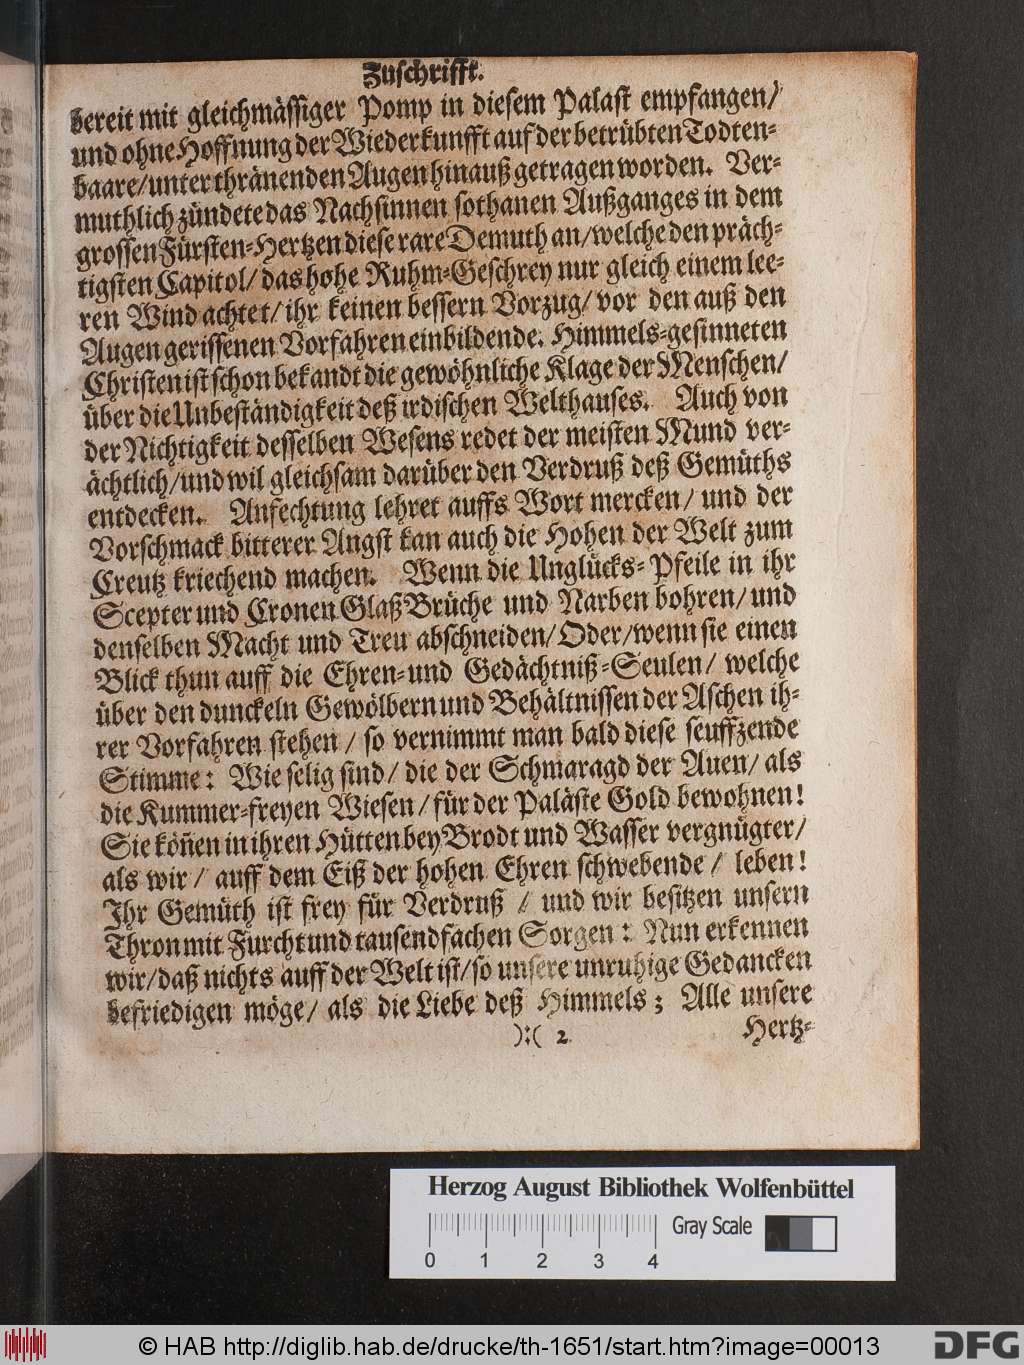 Zuschrifft.
bereit mit gleichmässiger Pomp in diesem Palast empfangen/
und ohne Hoffnung der Wiederkunfft auf der betrübten Todten-
baare/unter thränenden Augen hinauß getragen worden. Ver-
muthlich zündete das Nachsinnen sothanen Außganges in dem
grossen Fürsten-Hertzen diese rare Demuth an/welche den präch-
tigsten Capitol/ das hohe Ruhm-Geschrey nur gleich einem lee-
ren Wind achtet/ ihr keinen bessern Vorzug/ vor den auß den
Augen gerissenen Vorfahren einbildende. Himmels-gesinneten
Christen ist schon bekandt die gewöhnliche Klage der Menschen/
über die Unbeständigkeit deß irdischen Welthauses. Auch von
der Nichtigkeit desselben Wesens redet der meisten Mund ver-
ächtlich/und wil gleichsam darüber den Verdruß deß Gemüths
entdecken. Anfechtung lehret auffs Wort mercken/ und der
Vorschmack bitterer Angst kan auch die Hohen der Welt zum
Creutz kriechend machen. Wenn die Unglücks-Pfeile in ihr
Scepter und Cronen Glaß Brüche und Narben bohren/ und
denselben Macht und Treu abschneiden/ Oder/wenn sie einen
Blick thun auff die Ehren-und Gedächtniß-Seulen/ welche
über den dunckeln Gewölbern und Behältnissen der Aschen ih-
rer Vorfahren stehen / so vernimmt man bald diese seuffzende
Stimme: Wie selig sind/ die der Schmaragd der Auen/ als
die Kummer-freyen Wiesen / für der Paläste Gold bewohnen!
Sie köñen in ihren Hütten bey Brodt und Wasser vergnügter/
als wir / auff dem Eiß der hohen Ehren schwebende / leben!
Ihr Gemüth ist frey für Verdruß / und wir besitzen unsern
Thron mit Furcht und tausendfachen Sorgen: Nun erkennen
wir/daß nichts auff der Welt ist/so unsere unruhige Gedancken
befriedigen möge/ als die Liebe deß Himmels; Alle unsere
):( 2 Hertz-
Herzog August Bibliothek Wolfenbüttel
Gray Scale
0 1 2 3 4
© HAB http://diglib.hab.de/drucke/th-1651/start.htm?image=00013
DFG